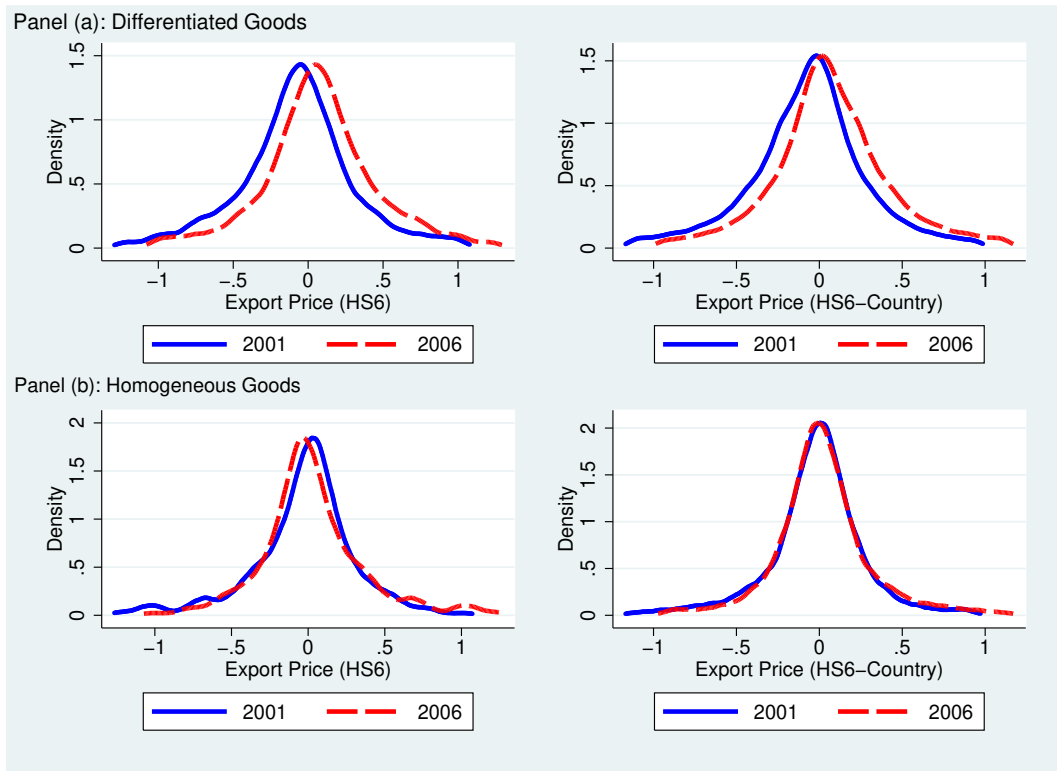 Panel (a): Differentiated Goods
Density
0 .5 1 1.5
−1 −.5 0 .5 1
Export Price (HS6)
2001 2006
Density
0 .5 1 1.5
−1 −.5 0 .5 1
Export Price (HS6−Country)
2001 2006
Panel (b): Homogeneous Goods
Density
0 .5 1 1.5 2
−1 −.5 0 .5 1
Export Price (HS6)
2001 2006
Density
0 .5 1 1.5 2
−1 −.5 0 .5 1
Export Price (HS6−Country)
2001 2006